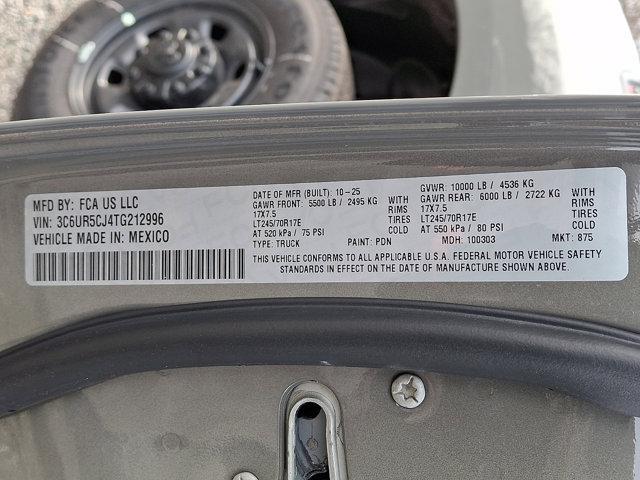 MFD BY: FCA US LLC
VIN: 3C6UR5CJ4TG212996
VEHICLE MADE IN: MEXICO
DATE OF MFR (BUILT): 10-25
GVWR: 10000 LB / 4536 KG
GAWR FRONT: 5500 LB / 2495 KG WITH
GAWR REAR: 6000 LB / 2722 KG WITH
17X7.5 RIMS
17X7.5 RIMS
LT245/70R17E TIRES
LT245/70R17E TIRES
AT 520 kPa / 75 PSI COLD
AT 550 kPa / 80 PSI COLD
TYPE: TRUCK PAINT: PDN MDH: 100303 MKT: 875
THIS VEHICLE CONFORMS TO ALL APPLICABLE U.S.A. FEDERAL MOTOR VEHICLE SAFETY
STANDARDS IN EFFECT ON THE DATE OF MANUFACTURE SHOWN ABOVE.